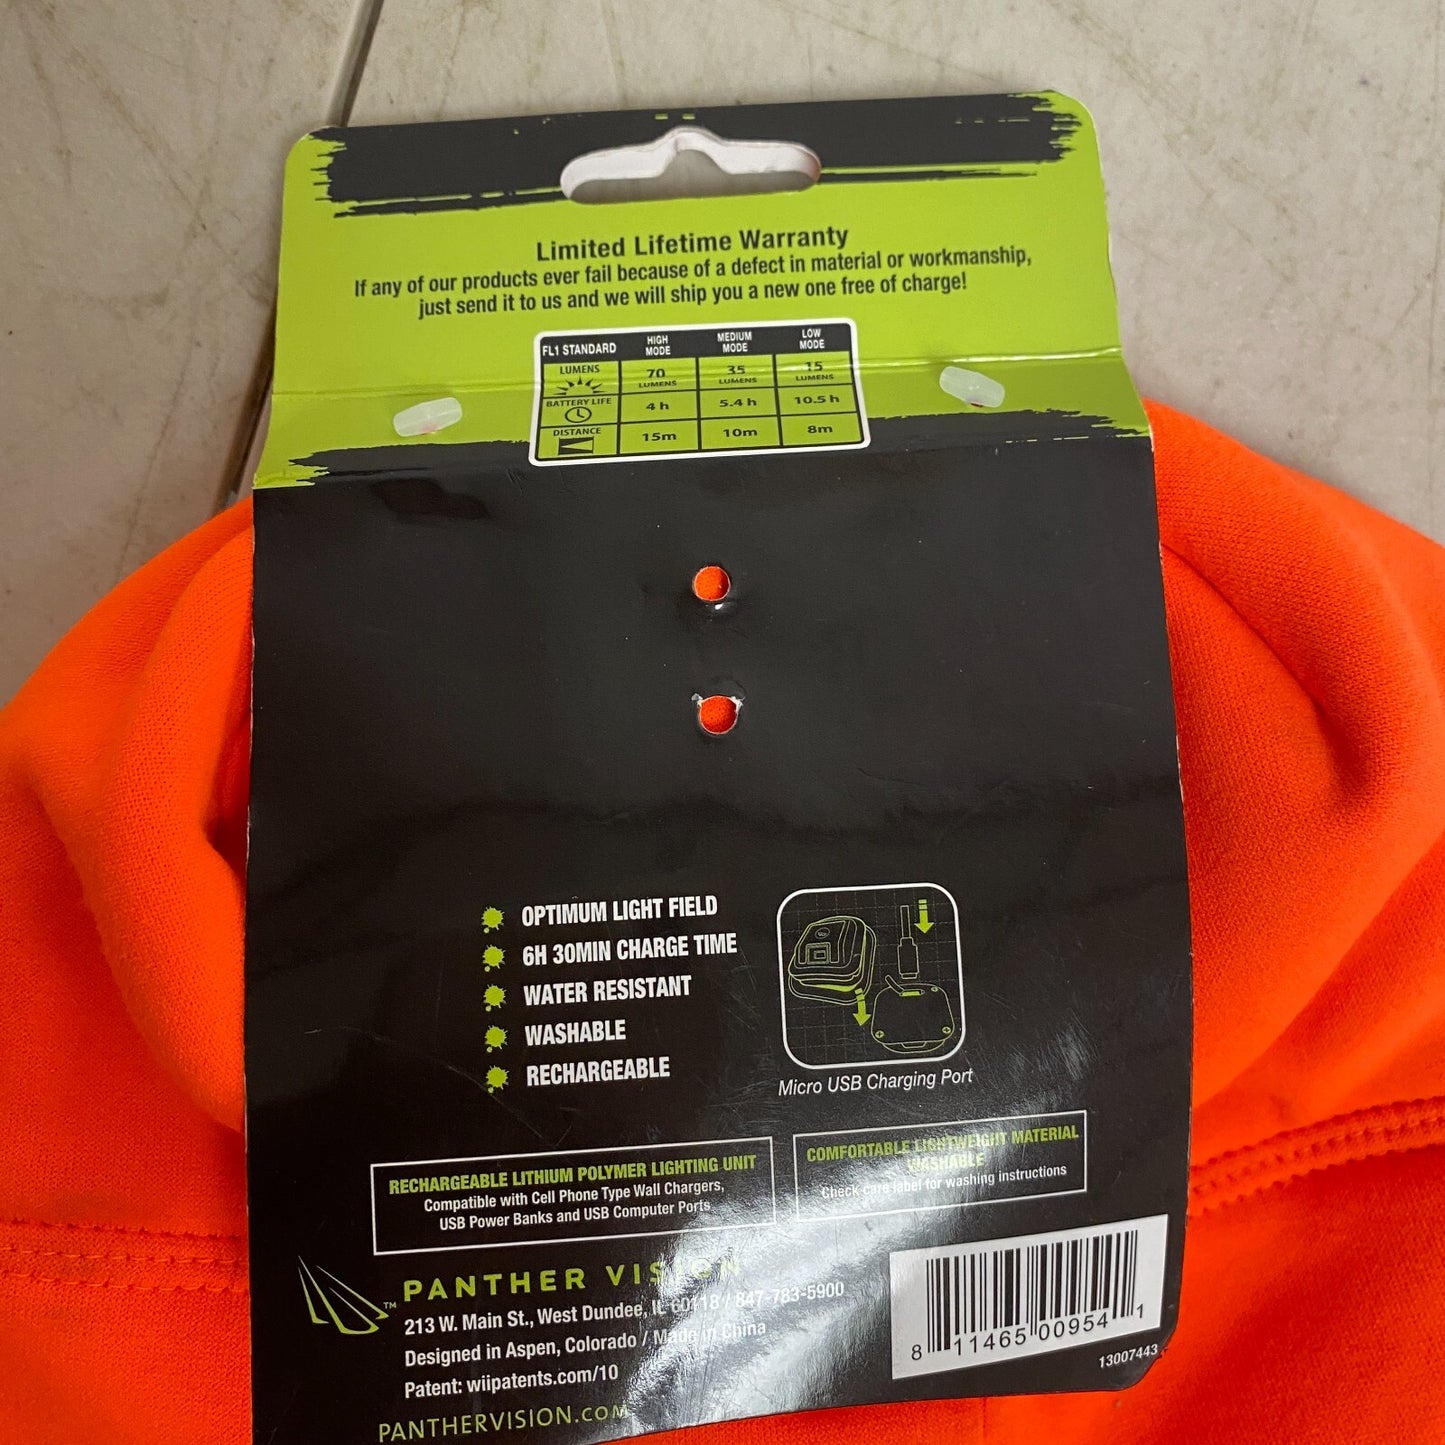 Limited Lifetime Warranty
If any of our products ever fail because of a defect in material or workmanship,
just send it to us and we will ship you a new one free of charge!
FL1 STANDARD HIGH MODE MEDIUM MODE LOW MODE
LUMENS 70 LUMENS 35 LUMENS 15 LUMENS
BATTERY LIFE 4 h 5.4 h 10.5 h
DISTANCE 15m 10m 8m
OPTIMUM LIGHT FIELD
6H 30MIN CHARGE TIME
WATER RESISTANT
WASHABLE
RECHARGEABLE
Micro USB Charging Port
RECHARGEABLE LITHIUM POLYMER LIGHTING UNIT
Compatible with Cell Phone Type Wall Chargers,
USB Power Banks and USB Computer Ports
COMFORTABLE LIGHTWEIGHT MATERIAL
WASHABLE
Check care label for washing instructions
PANTHER VISION
™
213 W. Main St., West Dundee, IL 60118 / 847-783-5900
Designed in Aspen, Colorado / Made in China
Patent: wiipatents.com/10
PANTHERVISION.COM
8 11465 00954 1
13007443